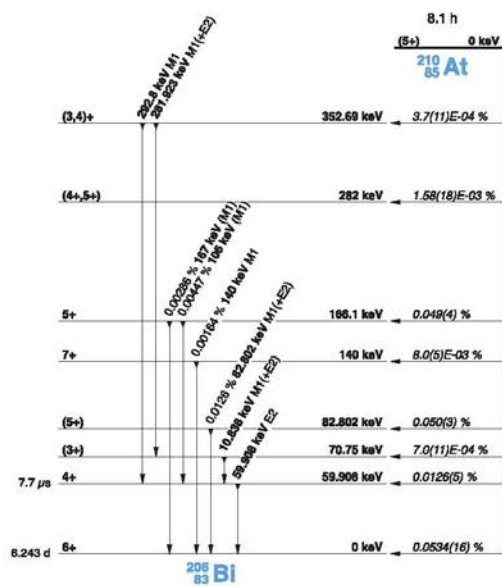 8.1 h
(5+) 0 keV
210
85 At
292.8 keV M1
281.923 keV M1(+E2)
(3,4)+ 352.69 keV 3.7(11)E-04 %
(4+,5+) 282 keV 1.58(18)E-03 %
0.00286 % 167 keV (M1)
0.00447 % 106 keV (M1)
0.00164 % 140 keV M1
0.0126 % 82.802 keV M1(+E2)
10.838 keV M1(+E2)
59.908 keV E2
5+ 166.1 keV 0.049(4) %
7+ 140 keV 8.0(5)E-03 %
(5+) 82.802 keV 0.050(3) %
(3+) 70.75 keV 7.0(11)E-04 %
7.7 µs 4+ 59.908 keV 0.0126(5) %
6.243 d 6+ 0 keV 0.0534(16) %
206
83 Bi